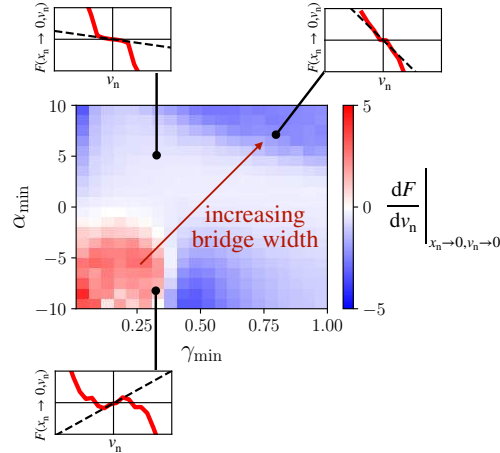 F(x_n → 0, v_n)
v_n
F(x_n → 0, v_n)
v_n
10
5
0
−5
−10
α_min
0.25
0.50
0.75
1.00
γ_min
increasing
bridge width
5
0
−5
dF
dv_n
x_n→0,v_n→0
F(x_n → 0, v_n)
v_n